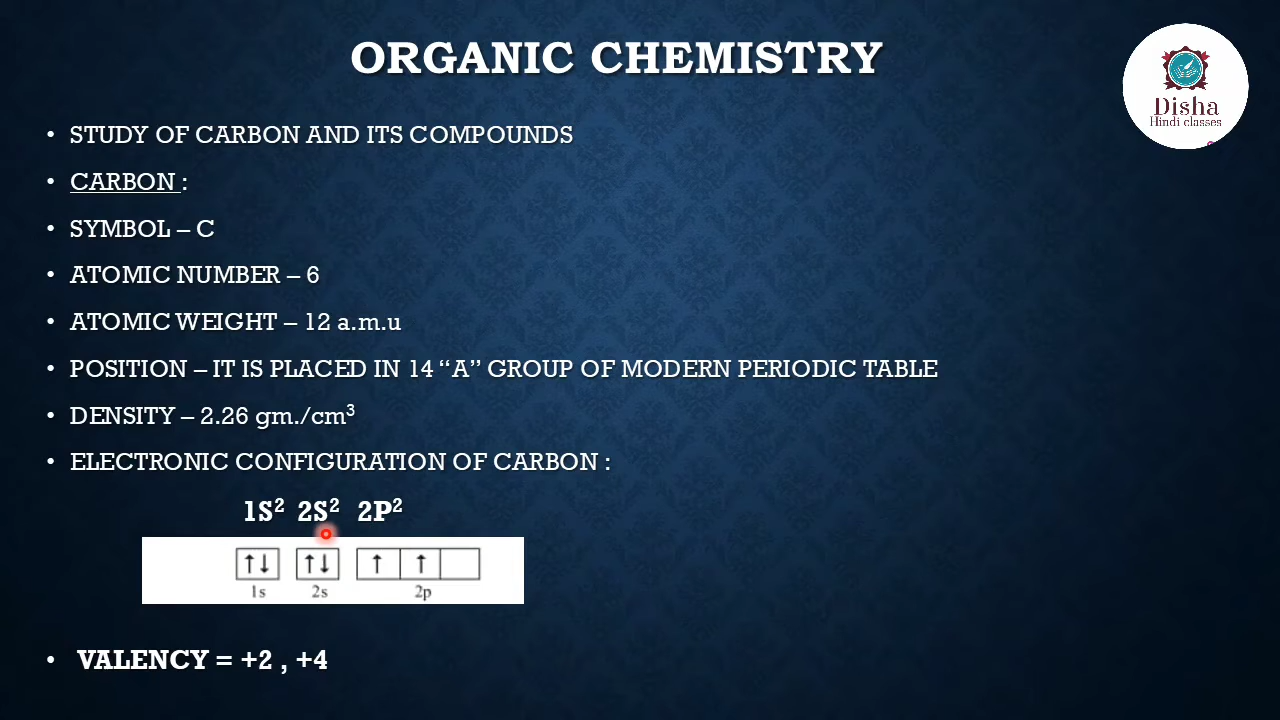 ORGANIC CHEMISTRY
Disha
Hindi classes
• STUDY OF CARBON AND ITS COMPOUNDS
• CARBON :
• SYMBOL – C
• ATOMIC NUMBER – 6
• ATOMIC WEIGHT – 12 a.m.u
• POSITION – IT IS PLACED IN 14 “A” GROUP OF MODERN PERIODIC TABLE
• DENSITY – 2.26 gm./cm³
• ELECTRONIC CONFIGURATION OF CARBON :
1S² 2S² 2P²
↑↓ ↑↓ ↑ ↑
1s 2s 2p
• VALENCY = +2 , +4